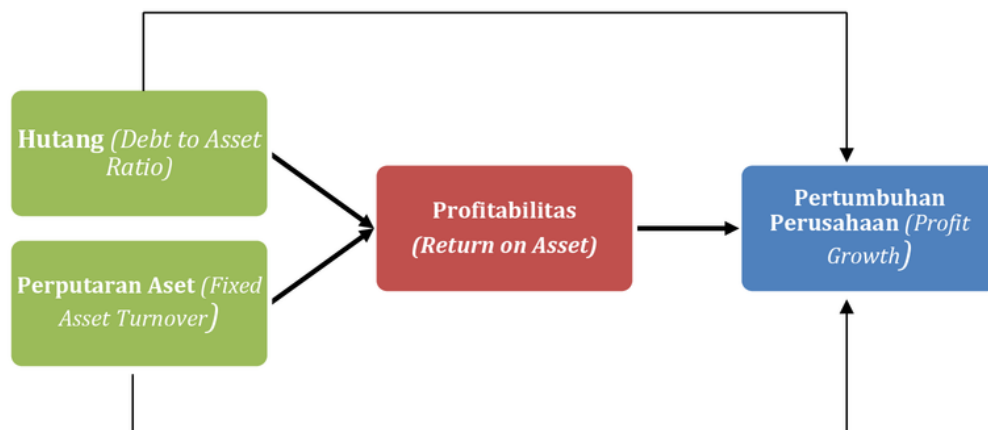 Hutang (Debt to Asset
Ratio)
Perputaran Aset (Fixed
Asset Turnover)
Profitabilitas
(Return on Asset)
Pertumbuhan
Perusahaan (Profit
Growth)